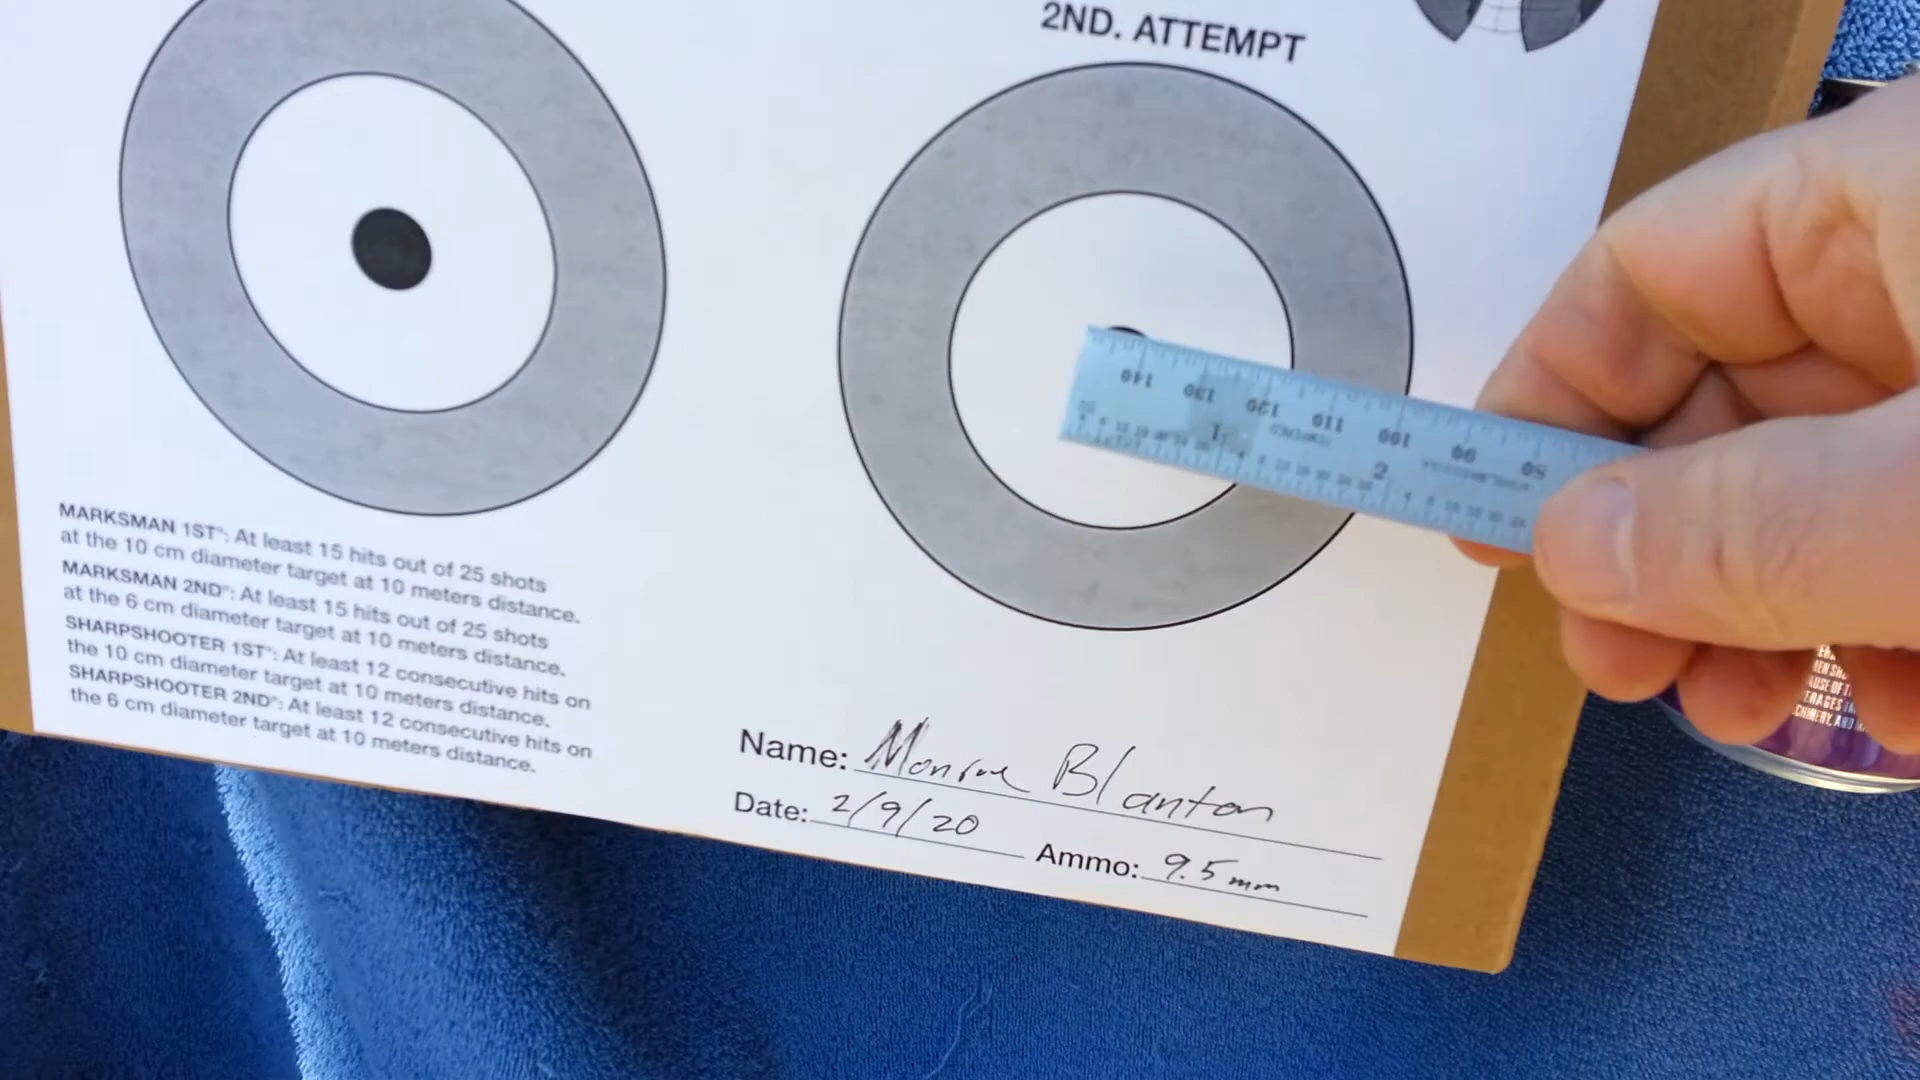 2ND. ATTEMPT
140 130 120 110 100 90 80
1 2
MARKSMAN 1ST°: At least 15 hits out of 25 shots
at the 10 cm diameter target at 10 meters distance.
MARKSMAN 2ND°: At least 15 hits out of 25 shots
at the 6 cm diameter target at 10 meters distance.
SHARPSHOOTER 1ST°: At least 12 consecutive hits on
the 10 cm diameter target at 10 meters distance.
SHARPSHOOTER 2ND°: At least 12 consecutive hits on
the 6 cm diameter target at 10 meters distance.
Name: Monroe Blanton
Date: 2/9/20 Ammo: 9.5mm